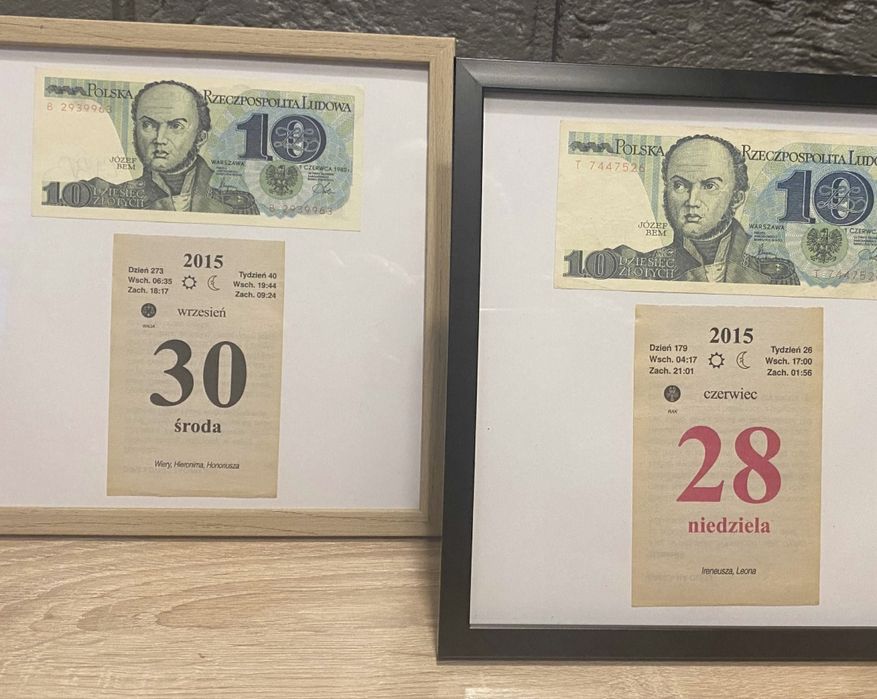 POLSKA RZECZPOSPOLITA LUDOWA
B 2939963
10
JÓZEF
BEM
WARSZAWA
1 CZERWCA 1982 r.
10 DZIESIĘĆ
ZŁOTYCH
B 2939963
2015
Dzień 273 Tydzień 40
Wsch. 06:35 Wsch. 19:44
Zach. 18:17 Zach. 09:24
wrzesień
WAGA
30
środa
Wiery, Hieronima, Honoriusza
POLSKA RZECZPOSPOLITA LUDO
T 7447526
10
JÓZEF
BEM
WARSZAWA
1 CZERWC
10 DZIESIĘĆ
ZŁOTYCH
T 744752
2015
Dzień 179 Tydzień 26
Wsch. 04:17 Wsch. 17:00
Zach. 21:01 Zach. 01:56
czerwiec
RAK
28
niedziela
Ireneusza, Leona